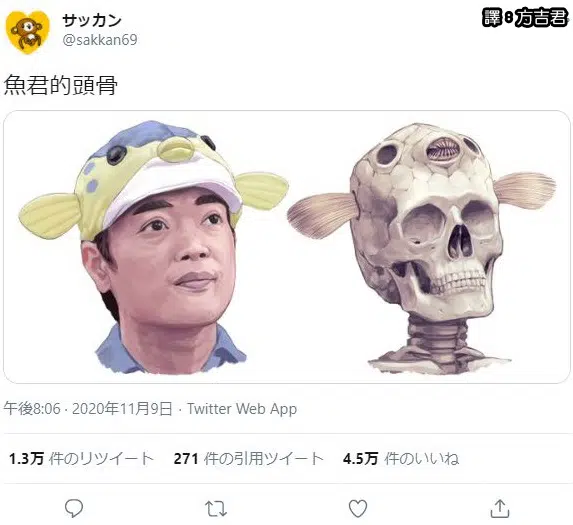 サッカン
@sakkan69
譯8方吉君
魚君的頭骨
午後8:06 · 2020年11月9日 · Twitter Web App
1.3万 件のリツイート 271 件の引用ツイート 4.5万 件のいいね